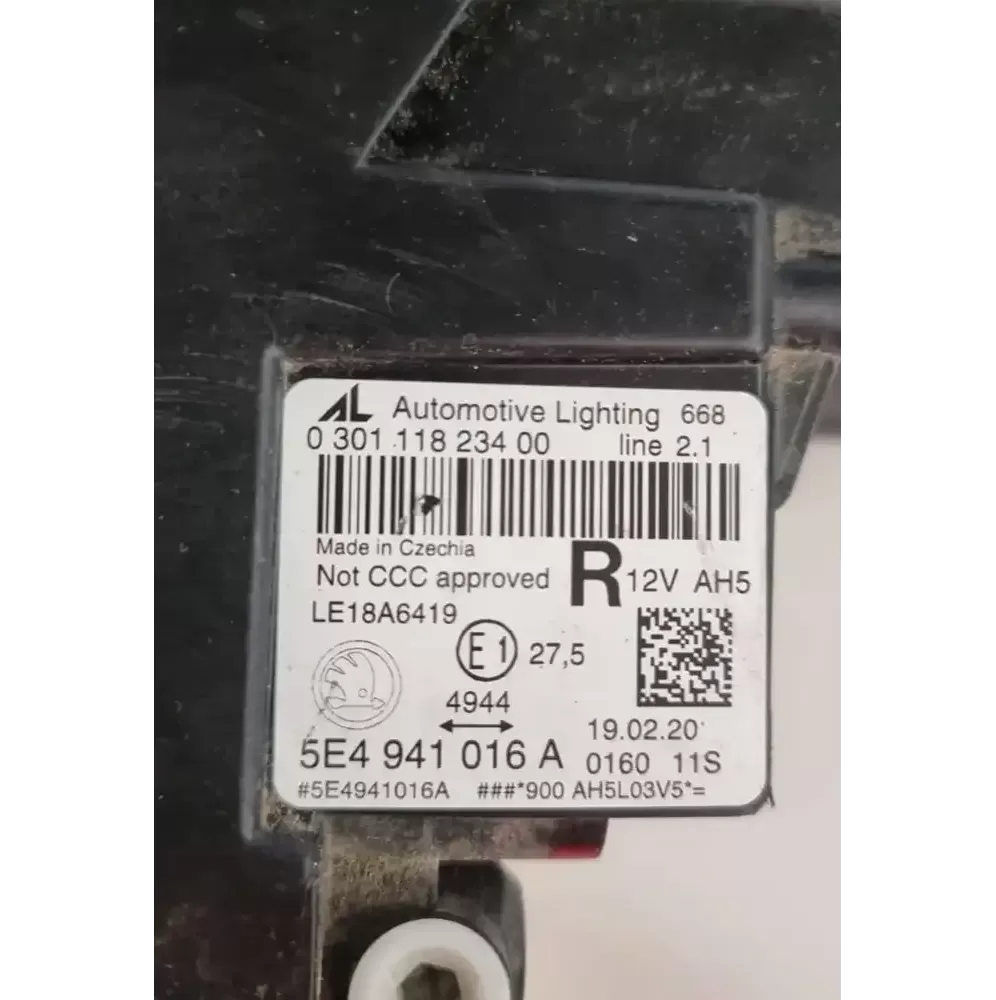 AL Automotive Lighting 668
0 301 118 234 00 line 2.1
Made in Czechia
Not CCC approved R 12V AH5
LE18A6419
E1 27,5
4944
19.02.20
5E4 941 016 A 0160 11S
#5E4941016A ###*900 AH5L03V5*=